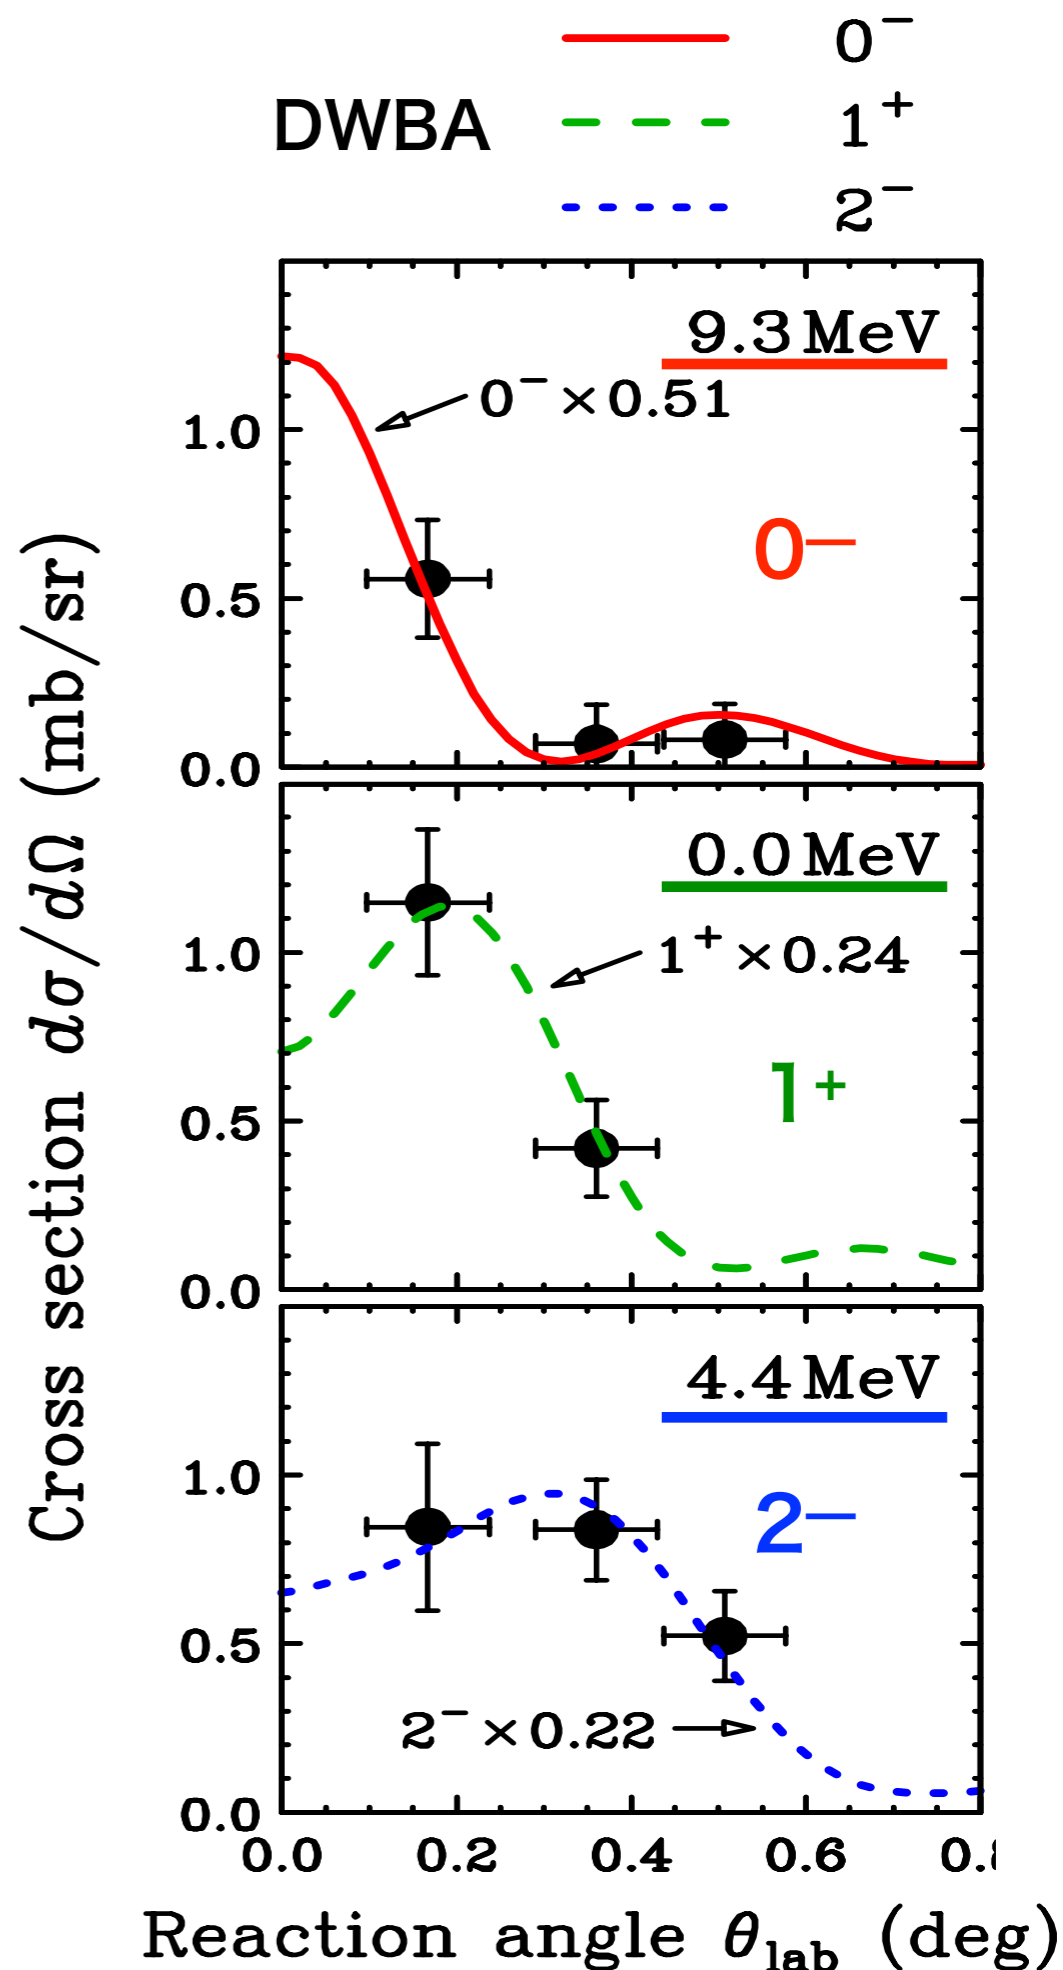 0⁻
DWBA
1⁺
2⁻
9.3 MeV
0⁻×0.51
1.0
0⁻
0.5
0.0
0.0 MeV
1.0
1⁺×0.24
1⁺
0.5
0.0
4.4 MeV
1.0
2⁻
0.5
2⁻×0.22
0.0
0.0 0.2 0.4 0.6
Reaction angle θlab (deg)
Cross section dσ/dΩ (mb/sr)